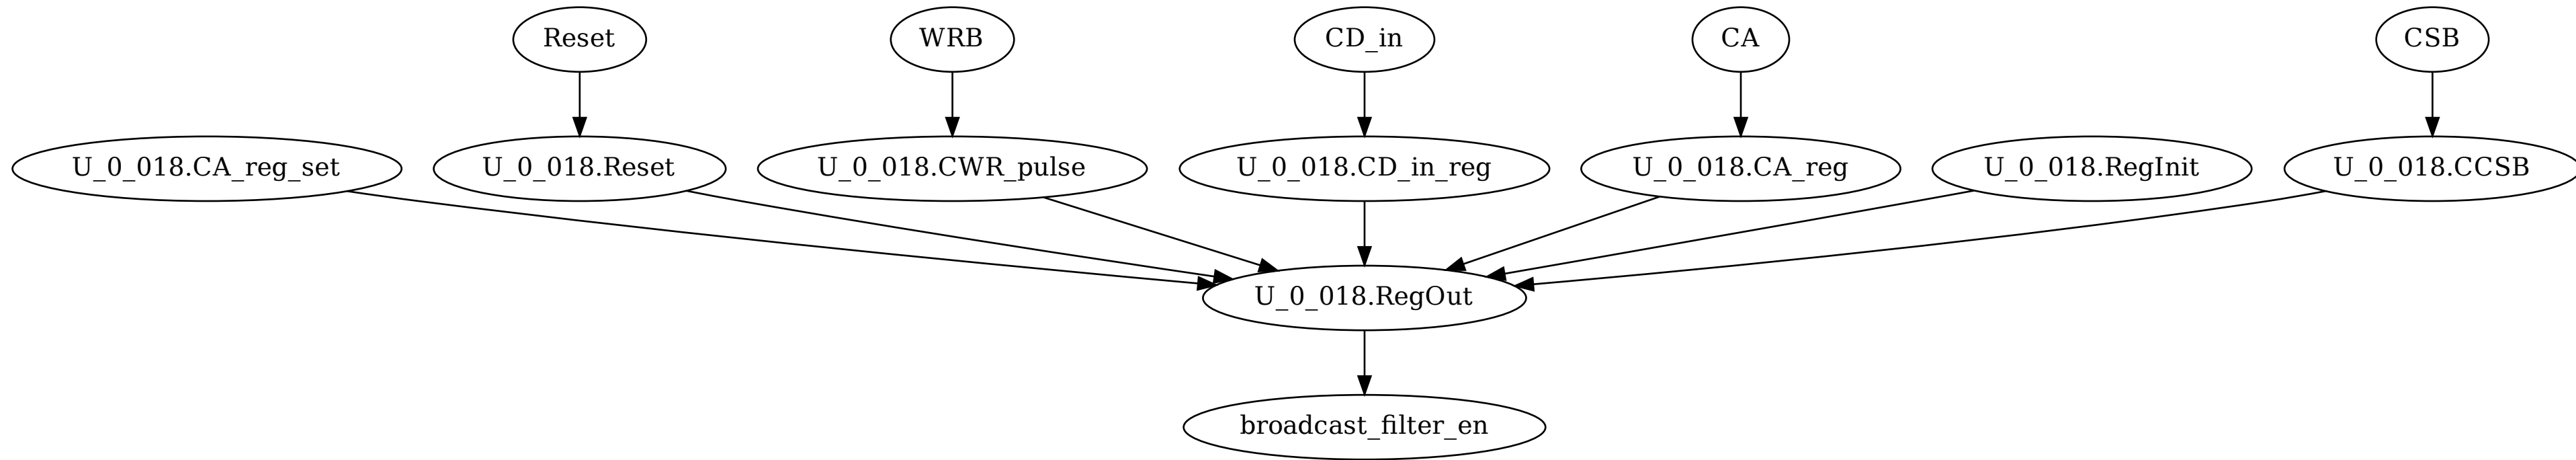 Reset
WRB
CD_in
CA
CSB
U_0_018.CA_reg_set
U_0_018.Reset
U_0_018.CWR_pulse
U_0_018.CD_in_reg
U_0_018.CA_reg
U_0_018.RegInit
U_0_018.CCSB
U_0_018.RegOut
broadcast_filter_en